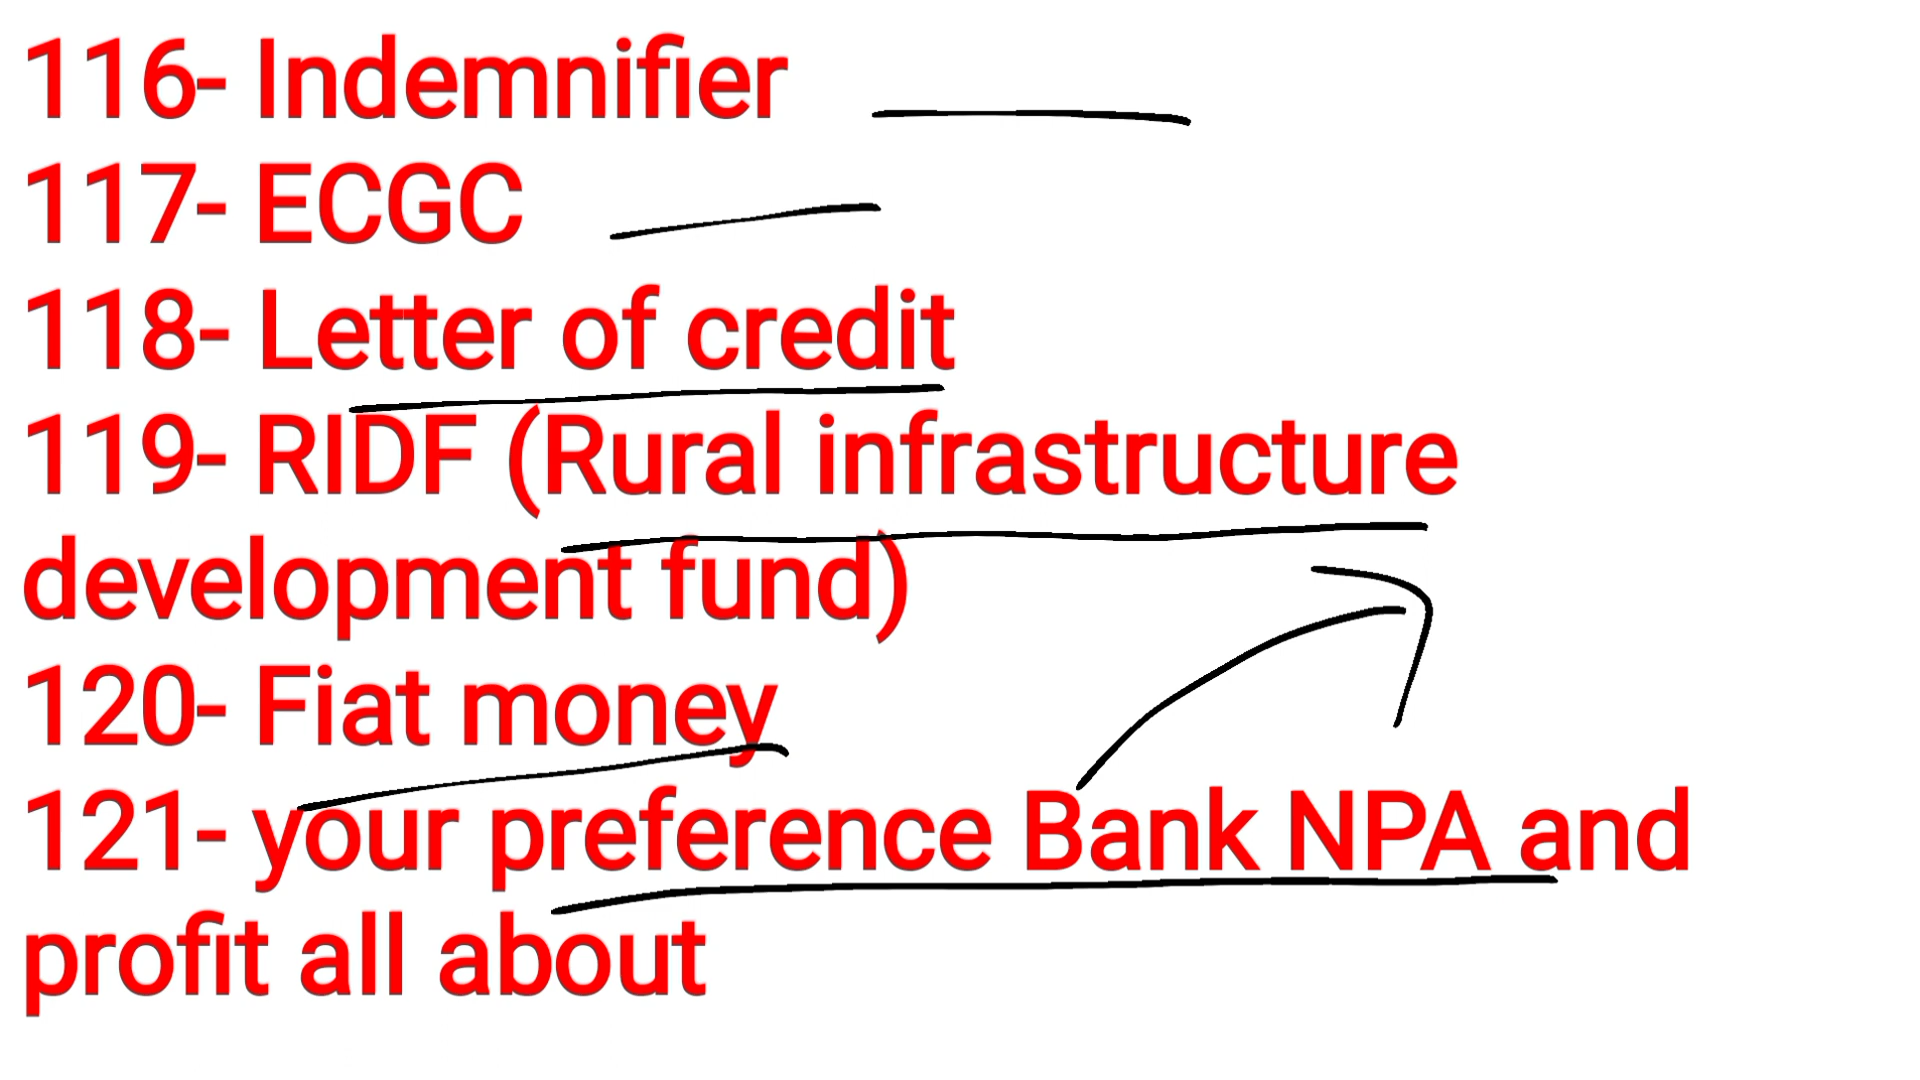 116- Indemnifier
117- ECGC
118- Letter of credit
119- RIDF (Rural infrastructure
development fund)
120- Fiat money
121- your preference Bank NPA and
profit all about